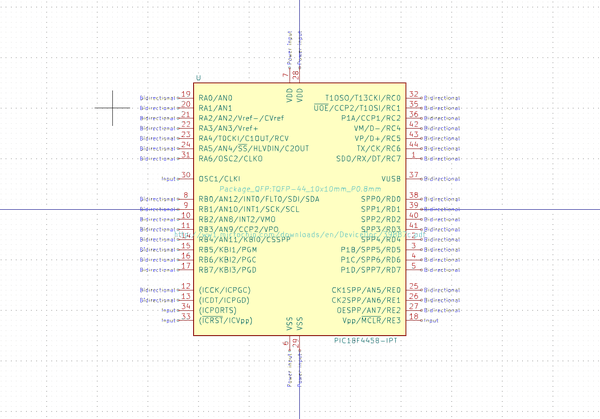 Power input
Power input
7
28
U
VDD
VDD
Bidirectional 19 RA0/AN0
Bidirectional 20 RA1/AN1
Bidirectional 21 RA2/AN2/Vref-/CVref
Bidirectional 22 RA3/AN3/Vref+
Bidirectional 23 RA4/T0CKI/C1OUT/RCV
Bidirectional 24 RA5/AN4/SS/HLVDIN/C2OUT
Bidirectional 31 RA6/OSC2/CLKO
Input 30 OSC1/CLKI
Bidirectional 8 RB0/AN12/INT0/FLT0/SDI/SDA
Bidirectional 9 RB1/AN10/INT1/SCK/SCL
Bidirectional 10 RB2/AN8/INT2/VMO
Bidirectional 11 RB3/AN9/CCP2/VPO
Bidirectional 14 RB4/AN11/KBI0/CSSPP
Bidirectional 15 RB5/KBI1/PGM
Bidirectional 16 RB6/KBI2/PGC
Bidirectional 17 RB7/KBI3/PGD
Bidirectional 12 (ICCK/ICPGC)
Bidirectional 13 (ICDT/ICPGD)
Input 34 (ICPORTS)
Input 33 (ICRST/ICVpp)
T1OSO/T13CKI/RC0 32 Bidirectional
UOE/CCP2/T1OSI/RC1 35 Bidirectional
P1A/CCP1/RC2 36 Bidirectional
VM/D-/RC4 42 Bidirectional
VP/D+/RC5 43 Bidirectional
TX/CK/RC6 44 Bidirectional
SDO/RX/DT/RC7 1 Bidirectional
VUSB 37 Bidirectional
Package_QFP:TQFP-44_10x10mm_P0.8mm
SPP0/RD0 38 Bidirectional
SPP1/RD1 39 Bidirectional
SPP2/RD2 40 Bidirectional
SPP3/RD3 41 Bidirectional
SPP4/RD4 2 Bidirectional
P1B/SPP5/RD5 3 Bidirectional
P1C/SPP6/RD6 4 Bidirectional
P1D/SPP7/RD7 5 Bidirectional
CK1SPP/AN5/RE0 25 Bidirectional
CK2SPP/AN6/RE1 26 Bidirectional
OESPP/AN7/RE2 27 Bidirectional
Vpp/MCLR/RE3 18 Input
VSS
VSS
6
29
PIC18F4458-IPT
Power input
Power input